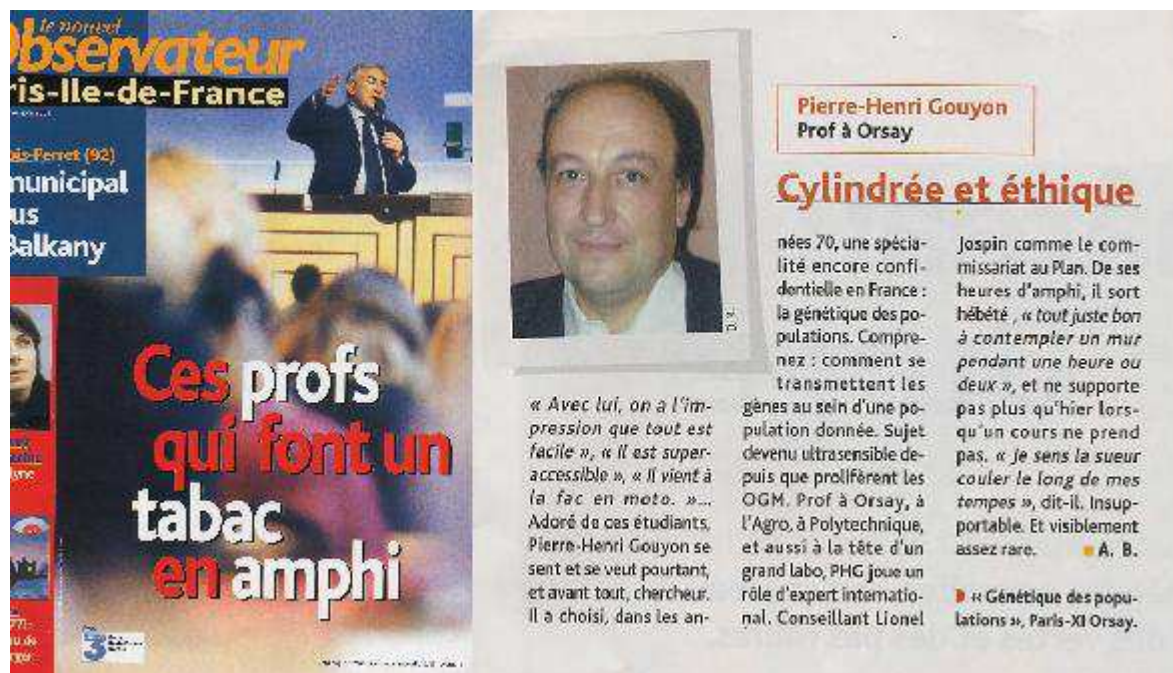 le nouvel
Observateur
ris-Ile-de-France
ois-Perret (92)
municipal
us
Balkany
Ces profs
qui font un
tabac
en amphi
3
Pierre-Henri Gouyon
Prof à Orsay
Cylindrée et éthique
« Avec lui, on a l'im-
pression que tout est
facile », « Il est super-
accessible », « Il vient à
la fac en moto. »...
Adoré de ces étudiants,
Pierre-Henri Gouyon se
sent et se veut pourtant,
et avant tout, chercheur.
Il a choisi, dans les an-
nées 70, une spécia-
lité encore confi-
dentielle en France :
la génétique des po-
pulations. Compre-
nez : comment se
transmettent les
gènes au sein d'une po-
pulation donnée. Sujet
devenu ultrasensible de-
puis que prolifèrent les
OGM. Prof à Orsay, à
l'Agro, à Polytechnique,
et aussi à la tête d'un
grand labo, PHG joue un
rôle d'expert internatio-
nal. Conseillant Lionel
Jospin comme le com-
missariat au Plan. De ses
heures d'amphi, il sort
hébété , « tout juste bon
à contempler un mur
pendant une heure ou
deux », et ne supporte
pas plus qu'hier lors-
qu'un cours ne prend
pas. « Je sens la sueur
couler le long de mes
tempes », dit-il. Insup-
portable. Et visiblement
assez rare. A. B.
« Génétique des popu-
lations », Paris-XI Orsay.